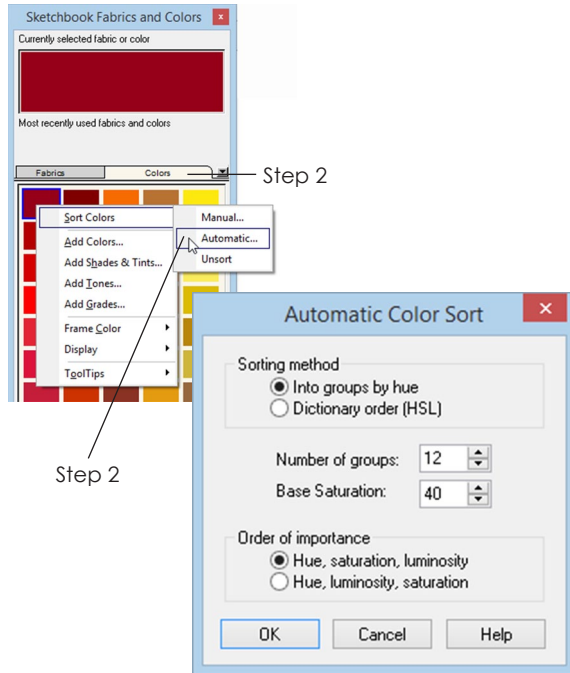 Sketchbook Fabrics and Colors x
Currently selected fabric or color
Most recently used fabrics and colors
Fabrics Colors
Step 2
Sort Colors
Add Colors...
Add Shades & Tints...
Add Tones...
Add Grades...
Frame Color
Display
ToolTips
Manual...
Automatic...
Unsort
Step 2
Automatic Color Sort ×
Sorting method
Into groups by hue
Dictionary order (HSL)
Number of groups: 12
Base Saturation: 40
Order of importance
Hue, saturation, luminosity
Hue, luminosity, saturation
OK Cancel Help